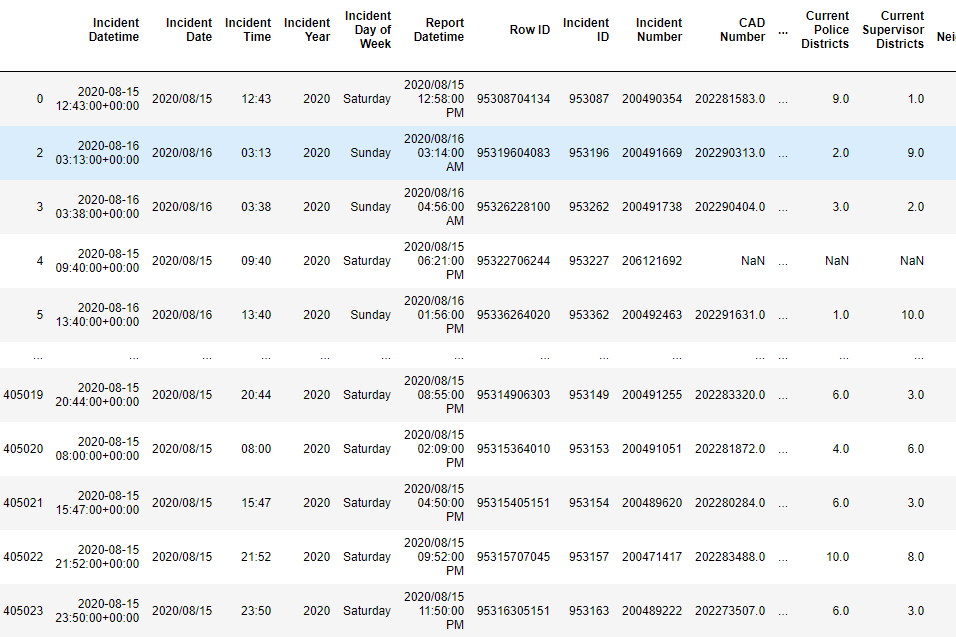 Incident Datetime Incident Date Incident Time Incident Year Incident Day of Week Report Datetime Row ID Incident ID Incident Number CAD Number ... Current Police Districts Current Supervisor Districts
0 2020-08-15 12:43:00+00:00 2020/08/15 12:43 2020 Saturday 2020/08/15 12:58:00 PM 95308704134 953087 200490354 202281583.0 ... 9.0 1.0
2 2020-08-16 03:13:00+00:00 2020/08/16 03:13 2020 Sunday 2020/08/16 03:14:00 AM 95319604083 953196 200491669 202290313.0 ... 2.0 9.0
3 2020-08-16 03:38:00+00:00 2020/08/16 03:38 2020 Sunday 2020/08/16 04:56:00 AM 95326228100 953262 200491738 202290404.0 ... 3.0 2.0
4 2020-08-15 09:40:00+00:00 2020/08/15 09:40 2020 Saturday 2020/08/15 06:21:00 PM 95322706244 953227 206121692 NaN ... NaN NaN
5 2020-08-16 13:40:00+00:00 2020/08/16 13:40 2020 Sunday 2020/08/16 01:56:00 PM 95336264020 953362 200492463 202291631.0 ... 1.0 10.0
... ... ... ... ... ... ... ... ... ... ... ... ... ...
405019 2020-08-15 20:44:00+00:00 2020/08/15 20:44 2020 Saturday 2020/08/15 08:55:00 PM 95314906303 953149 200491255 202283320.0 ... 6.0 3.0
405020 2020-08-15 08:00:00+00:00 2020/08/15 08:00 2020 Saturday 2020/08/15 02:09:00 PM 95315364010 953153 200491051 202281872.0 ... 4.0 6.0
405021 2020-08-15 15:47:00+00:00 2020/08/15 15:47 2020 Saturday 2020/08/15 04:50:00 PM 95315405151 953154 200489620 202280284.0 ... 6.0 3.0
405022 2020-08-15 21:52:00+00:00 2020/08/15 21:52 2020 Saturday 2020/08/15 09:52:00 PM 95315707045 953157 200471417 202283488.0 ... 10.0 8.0
405023 2020-08-15 23:50:00+00:00 2020/08/15 23:50 2020 Saturday 2020/08/15 11:50:00 PM 95316305151 953163 200489222 202273507.0 ... 6.0 3.0